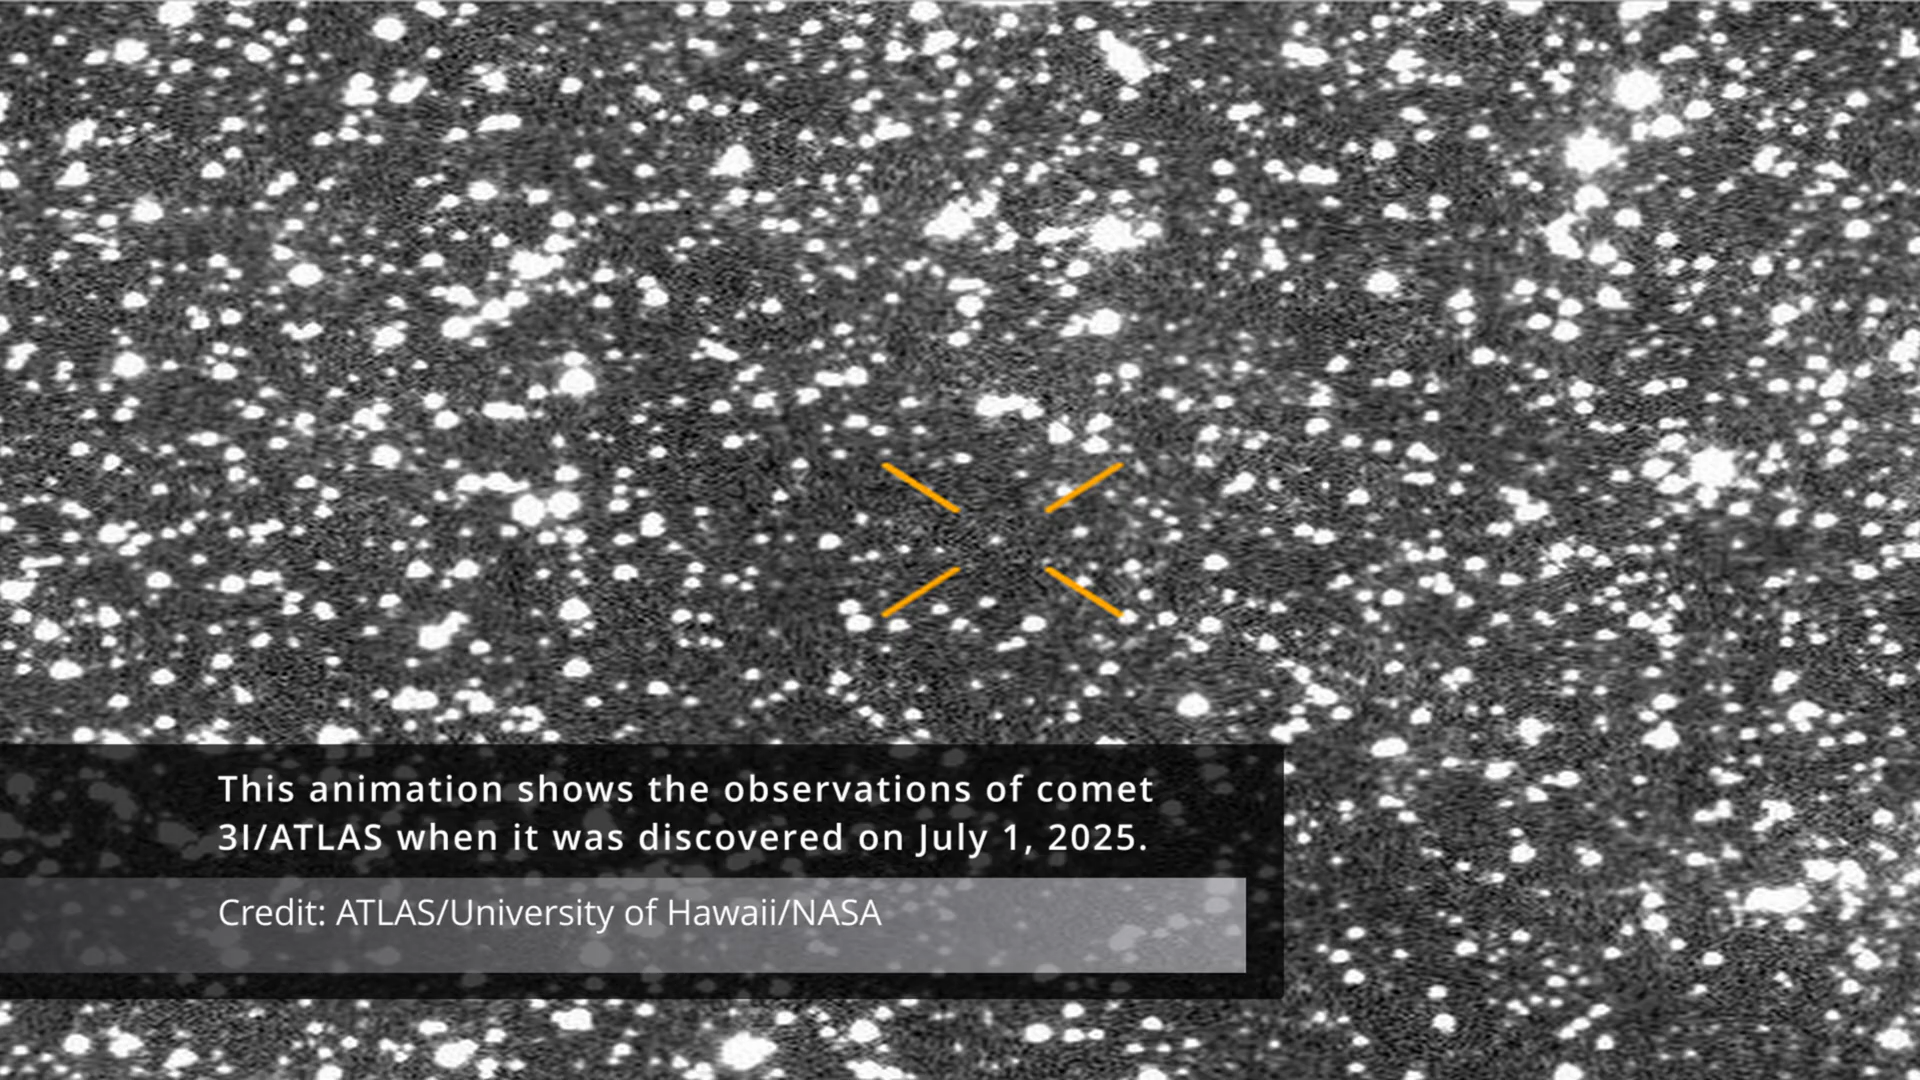 This animation shows the observations of comet
3I/ATLAS when it was discovered on July 1, 2025.
Credit: ATLAS/University of Hawaii/NASA